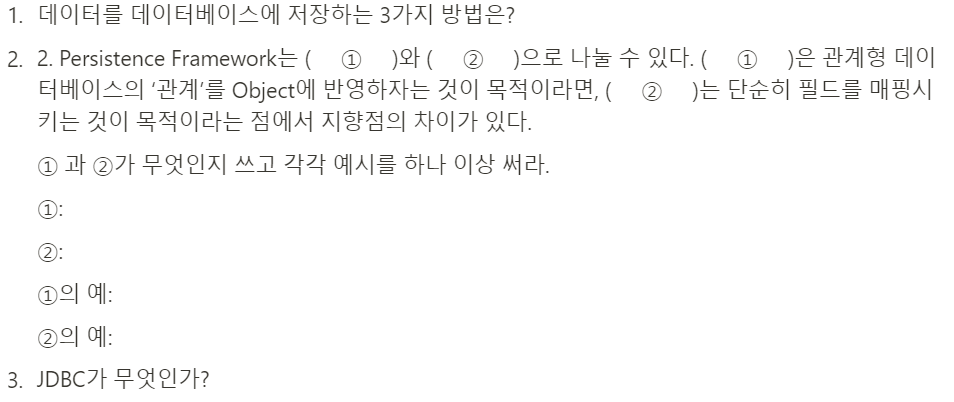 1. 데이터를 데이터베이스에 저장하는 3가지 방법은?
2. 2. Persistence Framework는 ( ① )와 ( ② )으로 나눌 수 있다. ( ① )은 관계형 데이
터베이스의 '관계'를 Object에 반영하자는 것이 목적이라면, ( ② )는 단순히 필드를 매핑시
키는 것이 목적이라는 점에서 지향점의 차이가 있다.
① 과 ②가 무엇인지 쓰고 각각 예시를 하나 이상 써라.
①:
②:
①의 예:
②의 예:
3. JDBC가 무엇인가?